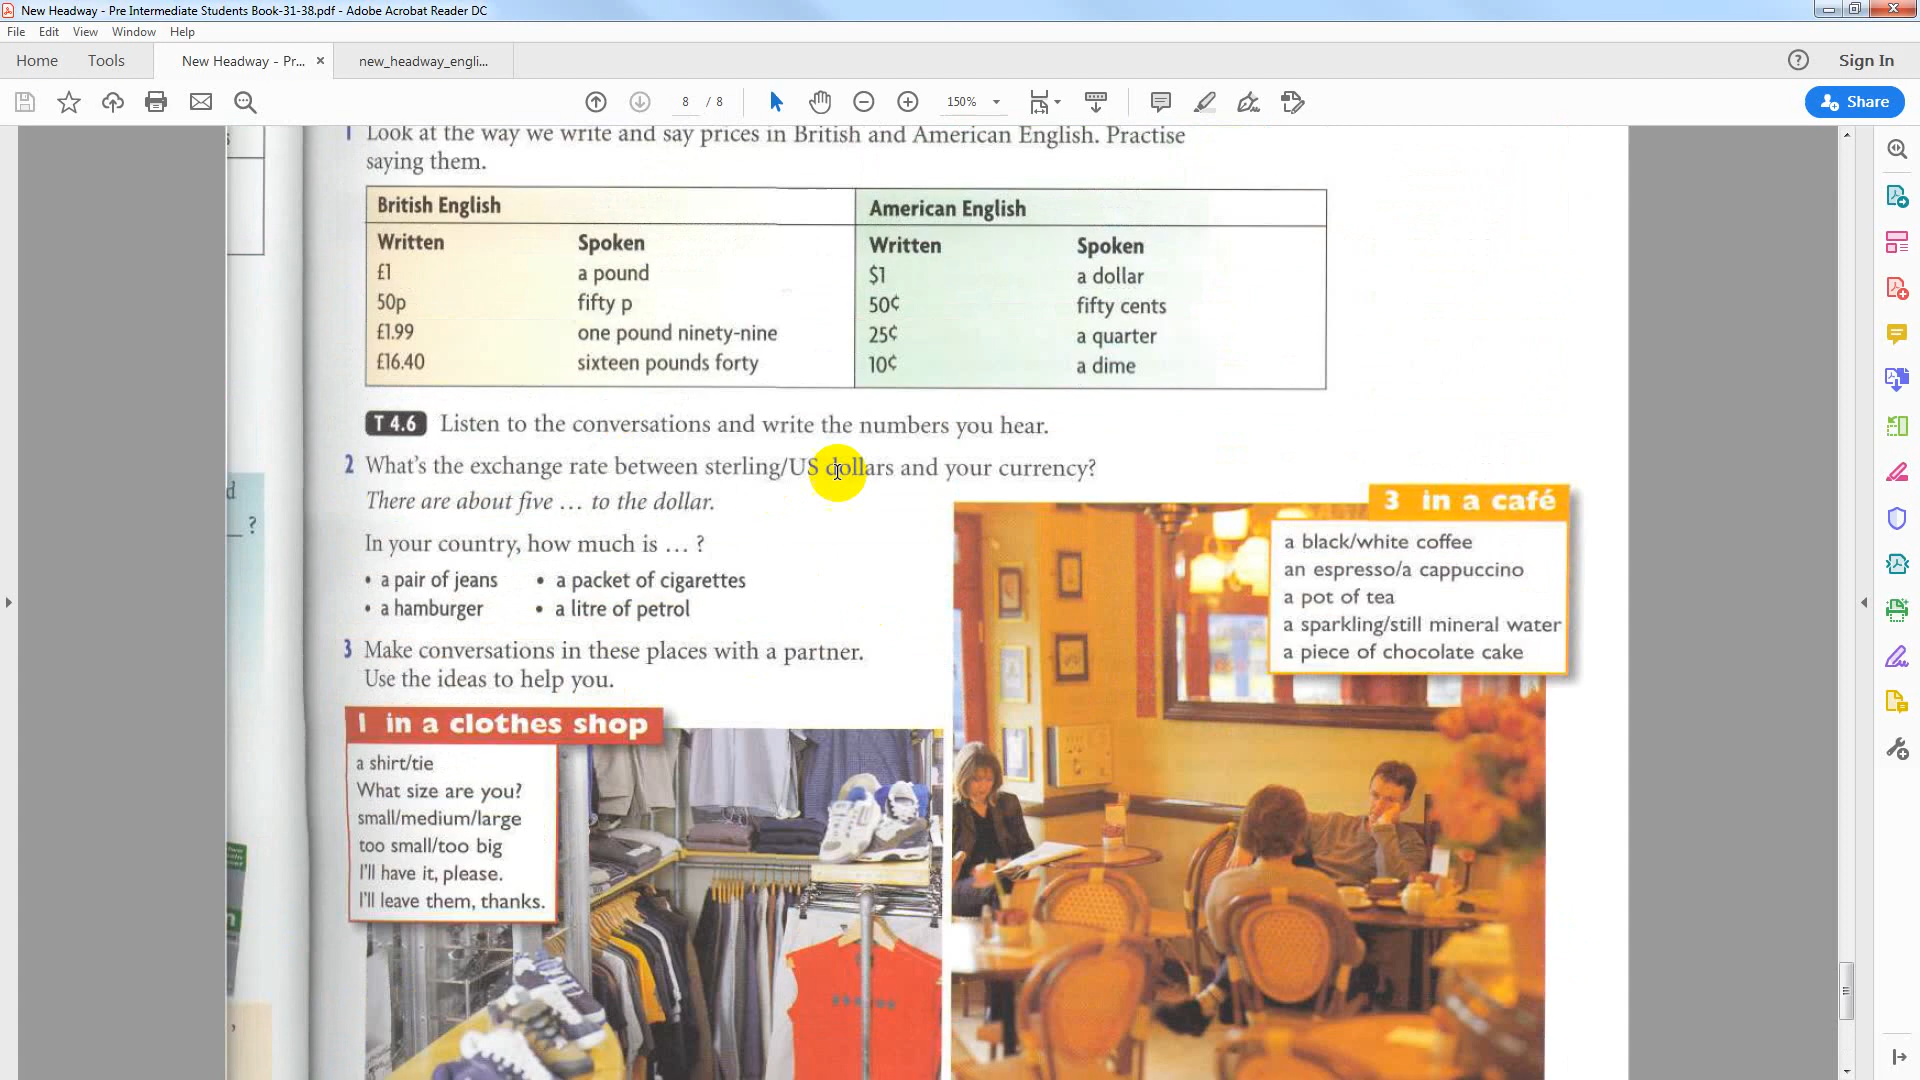 New Headway - Pre Intermediate Students Book-31-38.pdf - Adobe Acrobat Reader DC
File Edit View Window Help
Home Tools New Headway - Pr... × new_headway_engli... Sign In
8 / 8 150% Share
1 Look at the way we write and say prices in British and American English. Practise
saying them.
British English American English
Written Spoken Written Spoken
£1 a pound $1 a dollar
50p fifty p 50¢ fifty cents
£1.99 one pound ninety-nine 25¢ a quarter
£16.40 sixteen pounds forty 10¢ a dime
T 4.6 Listen to the conversations and write the numbers you hear.
2 What's the exchange rate between sterling/US dollars and your currency?
There are about five … to the dollar.
In your country, how much is … ?
• a pair of jeans • a packet of cigarettes
• a hamburger • a litre of petrol
3 Make conversations in these places with a partner.
Use the ideas to help you.
1 in a clothes shop
a shirt/tie
What size are you?
small/medium/large
too small/too big
I'll have it, please.
I'll leave them, thanks.
3 in a café
a black/white coffee
an espresso/a cappuccino
a pot of tea
a sparkling/still mineral water
a piece of chocolate cake
d
?